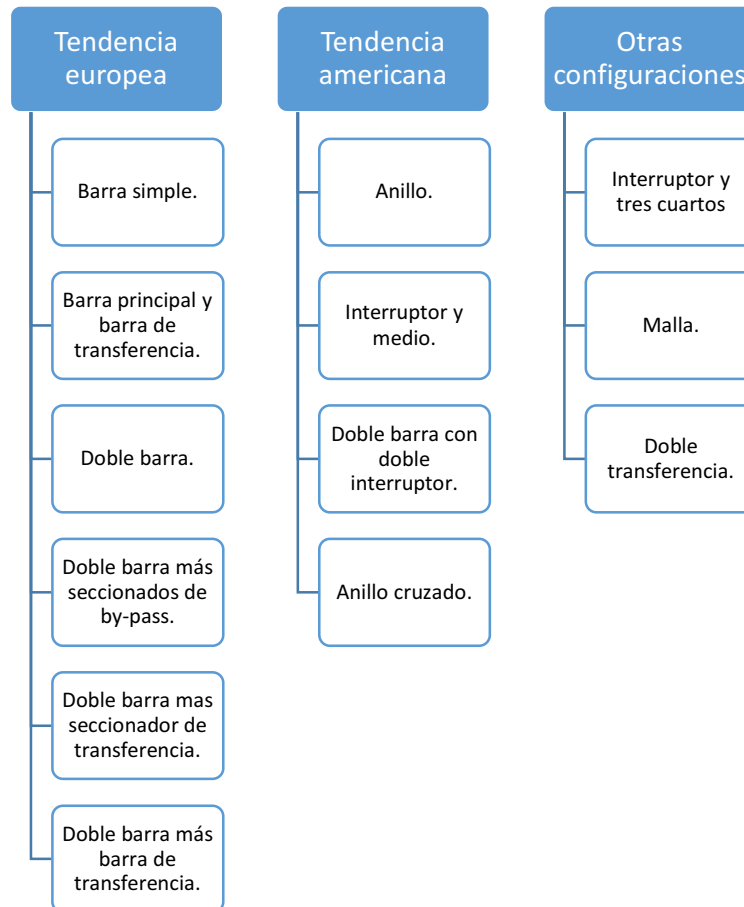 Tendencia
europea
Barra simple.
Barra principal y
barra de
transferencia.
Doble barra.
Doble barra más
seccionados de
by-pass.
Doble barra mas
seccionador de
transferencia.
Doble barra más
barra de
transferencia.
Tendencia
americana
Anillo.
Interruptor y
medio.
Doble barra con
doble
interruptor.
Anillo cruzado.
Otras
configuraciones
Interruptor y
tres cuartos
Malla.
Doble
transferencia.